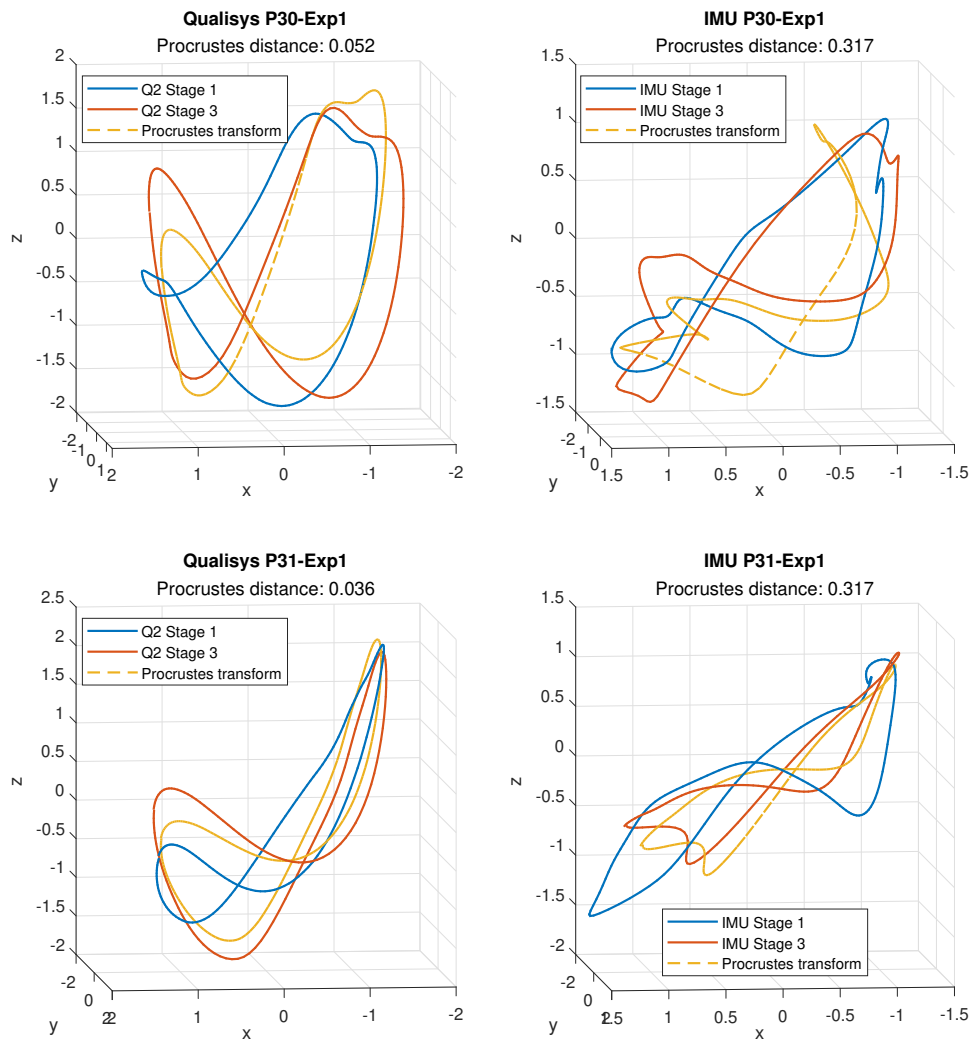 Qualisys P30-Exp1
Procrustes distance: 0.052
2
1.5
1
0.5
0
-0.5
-1
-1.5
-2
z
Q2 Stage 1
Q2 Stage 3
Procrustes transform
-2
-1
0
1
2
y
2
1
0
-1
-2
x
IMU P30-Exp1
Procrustes distance: 0.317
1.5
1
0.5
0
-0.5
-1
-1.5
z
IMU Stage 1
IMU Stage 3
Procrustes transform
-2
-1
0
y
1.5
1
0.5
0
-0.5
-1
-1.5
x
Qualisys P31-Exp1
Procrustes distance: 0.036
2.5
2
1.5
1
0.5
0
-0.5
-1
-1.5
-2
z
Q2 Stage 1
Q2 Stage 3
Procrustes transform
-2
0
2
y
2
1
0
-1
-2
x
IMU P31-Exp1
Procrustes distance: 0.317
1.5
1
0.5
0
-0.5
-1
-1.5
-2
z
IMU Stage 1
IMU Stage 3
Procrustes transform
0
y
1.5
1
0.5
0
-0.5
-1
-1.5
x